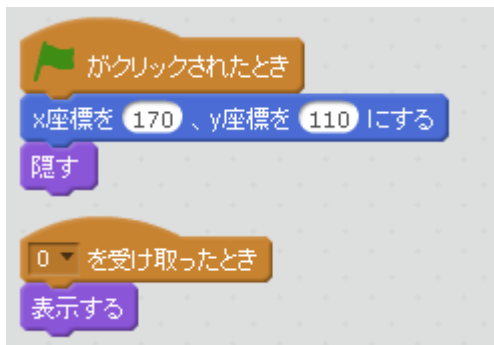 がクリックされたとき
x座標を 170 、y座標を 110 にする
隠す
0 を受け取ったとき
表示する